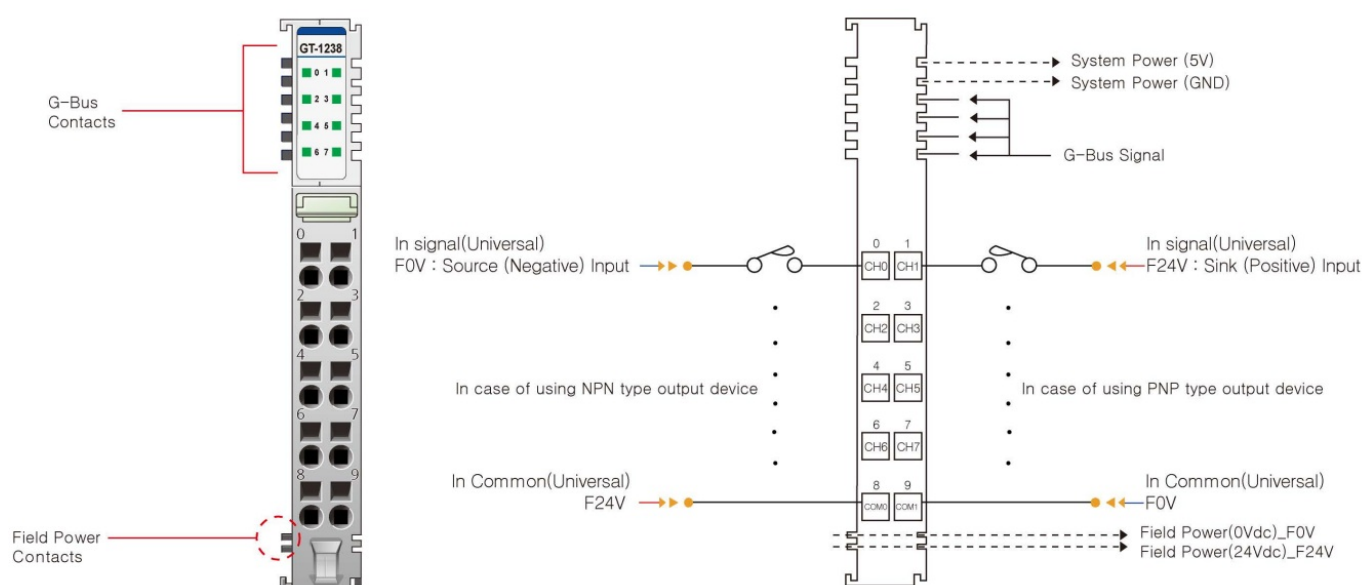 GT-1238
0 1
2 3
4 5
6 7
G-Bus
Contacts
0 1
2 3
4 5
6 7
8 9
Field Power
Contacts
System Power (5V)
System Power (GND)
G-Bus Signal
In signal(Universal)
F0V : Source (Negative) Input
In signal(Universal)
F24V : Sink (Positive) Input
0 1
CH0 CH1
2 3
CH2 CH3
4 5
CH4 CH5
In case of using NPN type output device
In case of using PNP type output device
6 7
CH6 CH7
In Common(Universal)
F24V
8 9
COM0 COM1
In Common(Universal)
F0V
Field Power(0Vdc)_F0V
Field Power(24Vdc)_F24V